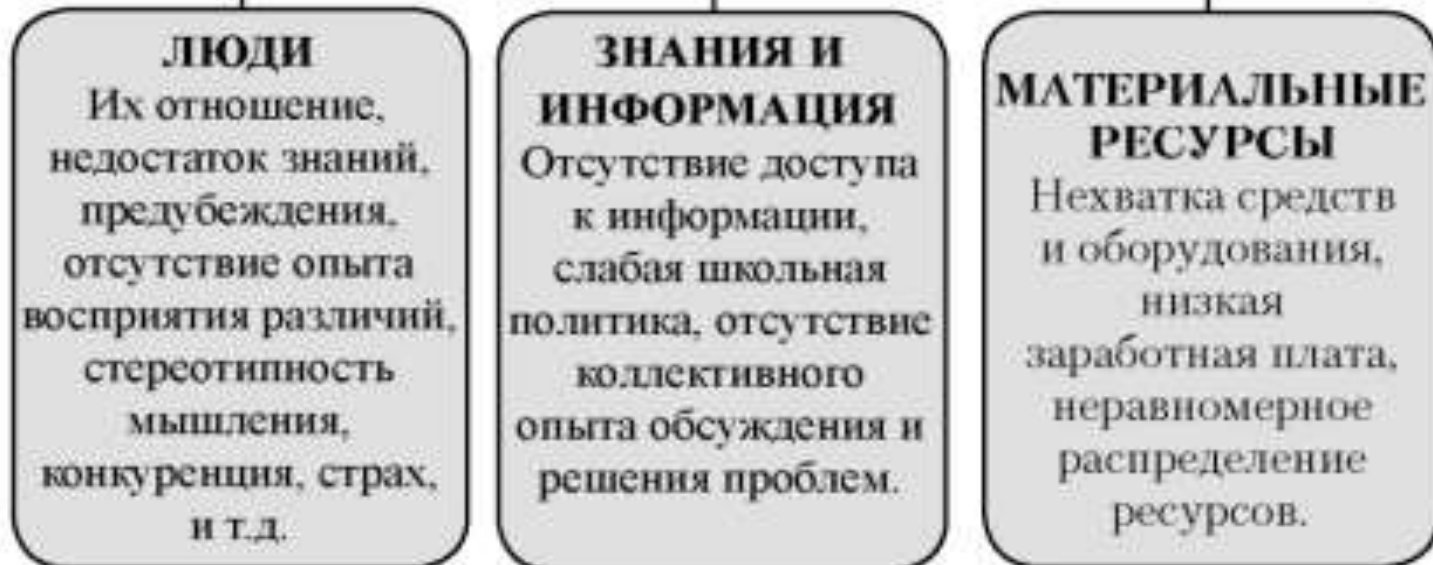 ЛЮДИ
Их отношение,
недостаток знаний,
предубеждения,
отсутствие опыта
восприятия различий,
стереотипность
мышления,
конкуренция, страх,
и т.д.
ЗНАНИЯ И
ИНФОРМАЦИЯ
Отсутствие доступа
к информации,
слабая школьная
политика, отсутствие
коллективного
опыта обсуждения и
решения проблем.
МАТЕРИАЛЬНЫЕ
РЕСУРСЫ
Нехватка средств
и оборудования,
низкая
заработная плата,
неравномерное
распределение
ресурсов.